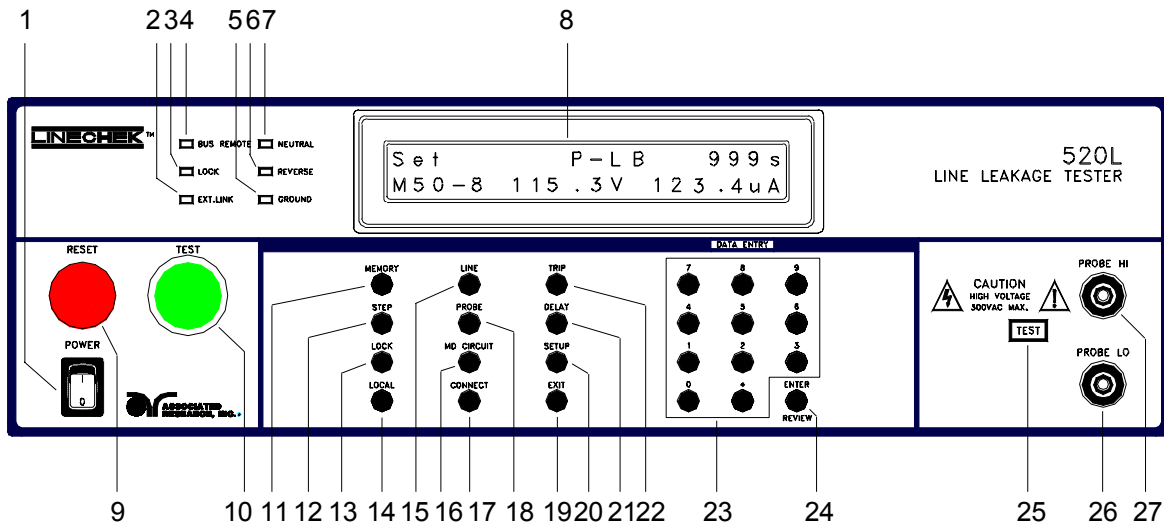 1 2 3 4 5 6 7 8
LINECHEK™
BUS REMOTE NEUTRAL
LOCK REVERSE
EXT.LINK GROUND
Set P-LB 999s
M50-8 115.3V 123.4uA
520L
LINE LEAKAGE TESTER
RESET TEST
POWER
ASSOCIATED
RESEARCH, INC.
DATA ENTRY
MEMORY LINE TRIP 7 8 9
STEP PROBE DELAY 4 5 6
LOCK MD CIRCUIT SETUP 1 2 3
LOCAL CONNECT EXIT 0 • ENTER
REVIEW
CAUTION
HIGH VOLTAGE
300VAC MAX.
TEST
PROBE HI
PROBE LO
9 10 11 12 13 14 15 16 17 18 19 20 21 22 23 24 25 26 27